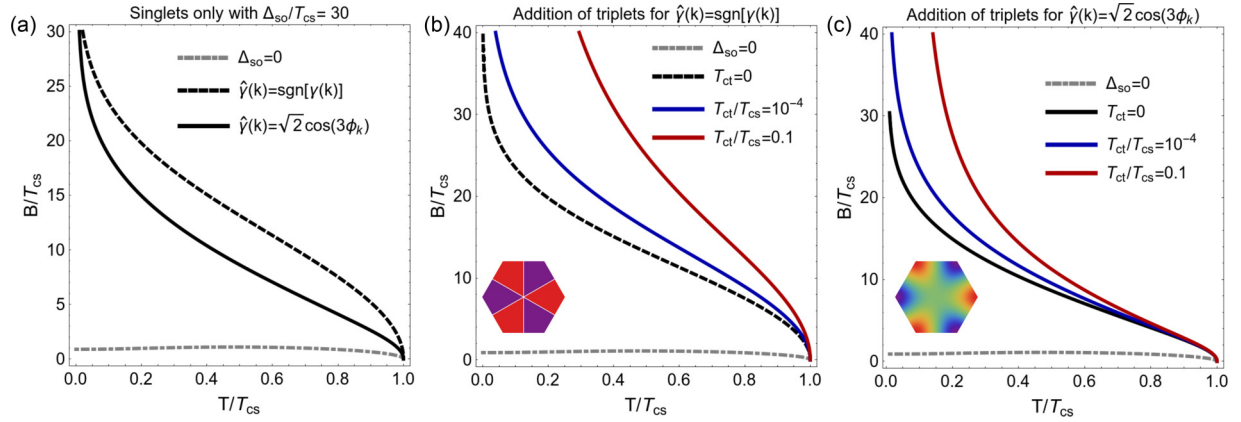 (a)
Singlets only with Δso/Tcs = 30
Δso=0
γ̂(k)=sgn[γ(k)]
γ̂(k)=√2 cos(3ϕk)
B/Tcs
30
25
20
15
10
5
0
0.0 0.2 0.4 0.6 0.8 1.0
T/Tcs
(b)
Addition of triplets for γ̂(k)=sgn[γ(k)]
Δso=0
Tct=0
Tct/Tcs=10⁻⁴
Tct/Tcs=0.1
B/Tcs
40
30
20
10
0
0.0 0.2 0.4 0.6 0.8 1.0
T/Tcs
(c)
Addition of triplets for γ̂(k)=√2 cos(3ϕk)
Δso=0
Tct=0
Tct/Tcs=10⁻⁴
Tct/Tcs=0.1
B/Tcs
40
30
20
10
0
0.0 0.2 0.4 0.6 0.8 1.0
T/Tcs